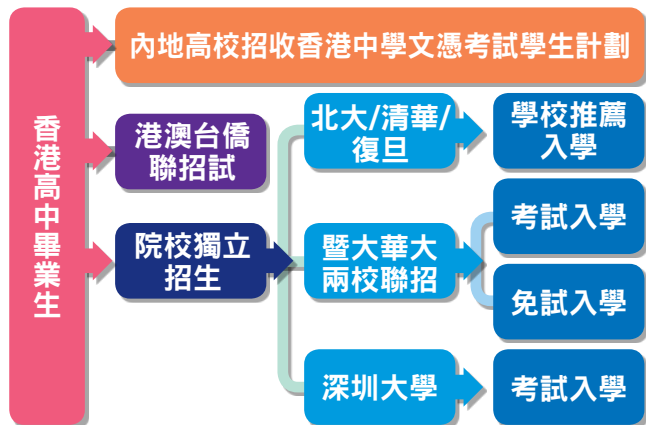 內地高校招收香港中學文憑考試學生計劃
香港高中畢業生
港澳台僑
聯招試
院校獨立
招生
北大/清華/
復旦
學校推薦
入學
暨大華大
兩校聯招
考試入學
免試入學
深圳大學
考試入學